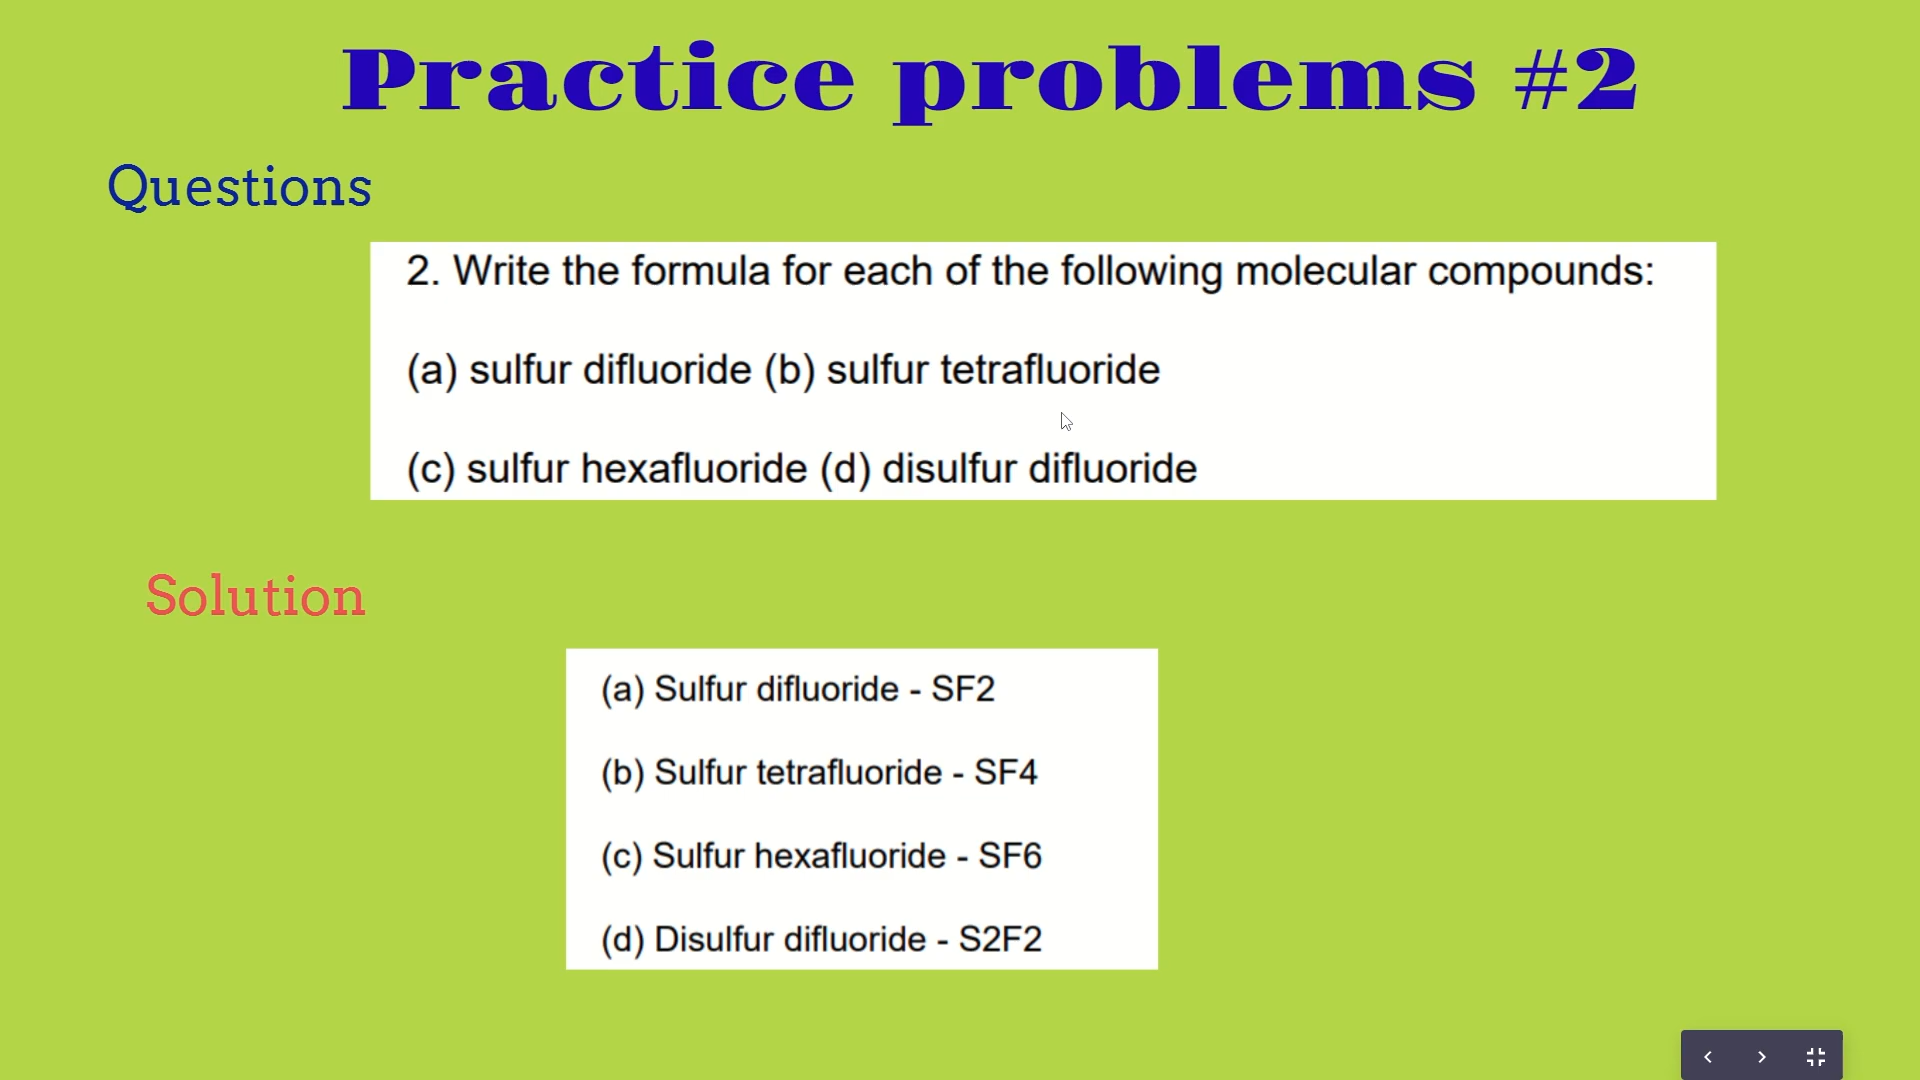 Practice problems #2
Questions
2. Write the formula for each of the following molecular compounds:
(a) sulfur difluoride (b) sulfur tetrafluoride
(c) sulfur hexafluoride (d) disulfur difluoride
Solution
(a) Sulfur difluoride - SF2
(b) Sulfur tetrafluoride - SF4
(c) Sulfur hexafluoride - SF6
(d) Disulfur difluoride - S2F2